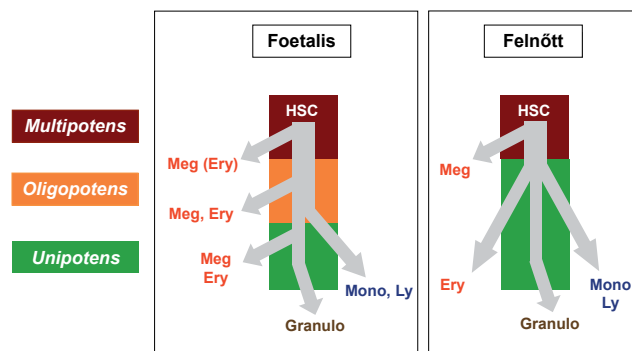 Foetalis
Felnőtt
Multipotens
Oligopotens
Unipotens
HSC
Meg (Ery)
Meg, Ery
Meg
Ery
Mono, Ly
Granulo
HSC
Meg
Ery
Mono
Ly
Granulo